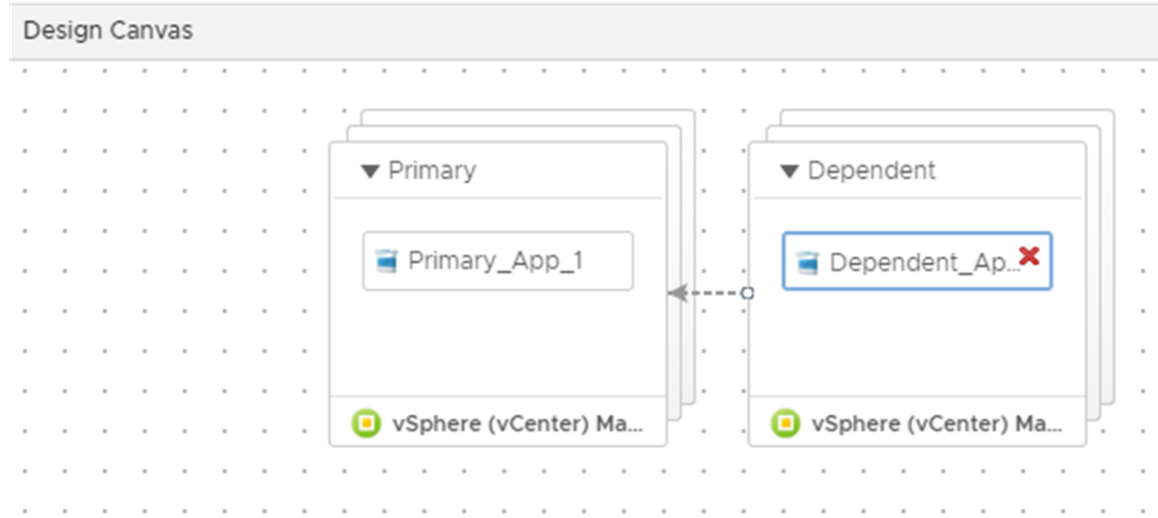 Design Canvas
Primary
Dependent
Primary_App_1
Dependent_Ap...
vSphere (vCenter) Ma...
vSphere (vCenter) Ma...